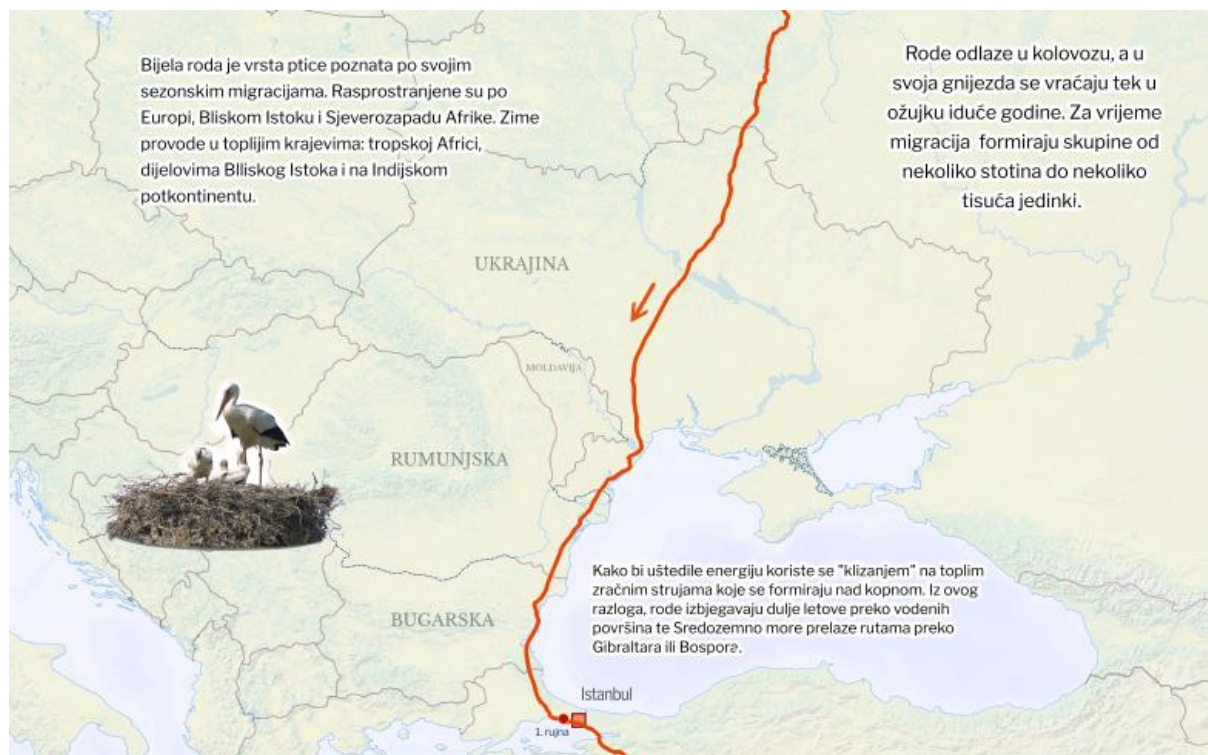 Bijela roda je vrsta ptice poznata po svojim
sezonskim migracijama. Rasprostranjene su po
Europi, Bliskom Istoku i Sjeverozapadu Afrike. Zime
provode u toplijim krajevima: tropskoj Africi,
dijelovima Blliskog Istoka i na Indijskom
potkontinentu.
Rode odlaze u kolovozu, a u
svoja gnijezda se vraćaju tek u
ožujku iduće godine. Za vrijeme
migracija formiraju skupine od
nekoliko stotina do nekoliko
tisuća jedinki.
UKRAJINA
MOLDAVIJA
RUMUNJSKA
Kako bi uštedile energiju koriste se "klizanjem" na toplim
zračnim strujama koje se formiraju nad kopnom. Iz ovog
razloga, rode izbjegavaju dulje letove preko vodenih
površina te Sredozemno more prelaze rutama preko
Gibraltara ili Bospora.
BUGARSKA
Istanbul
1. rujna